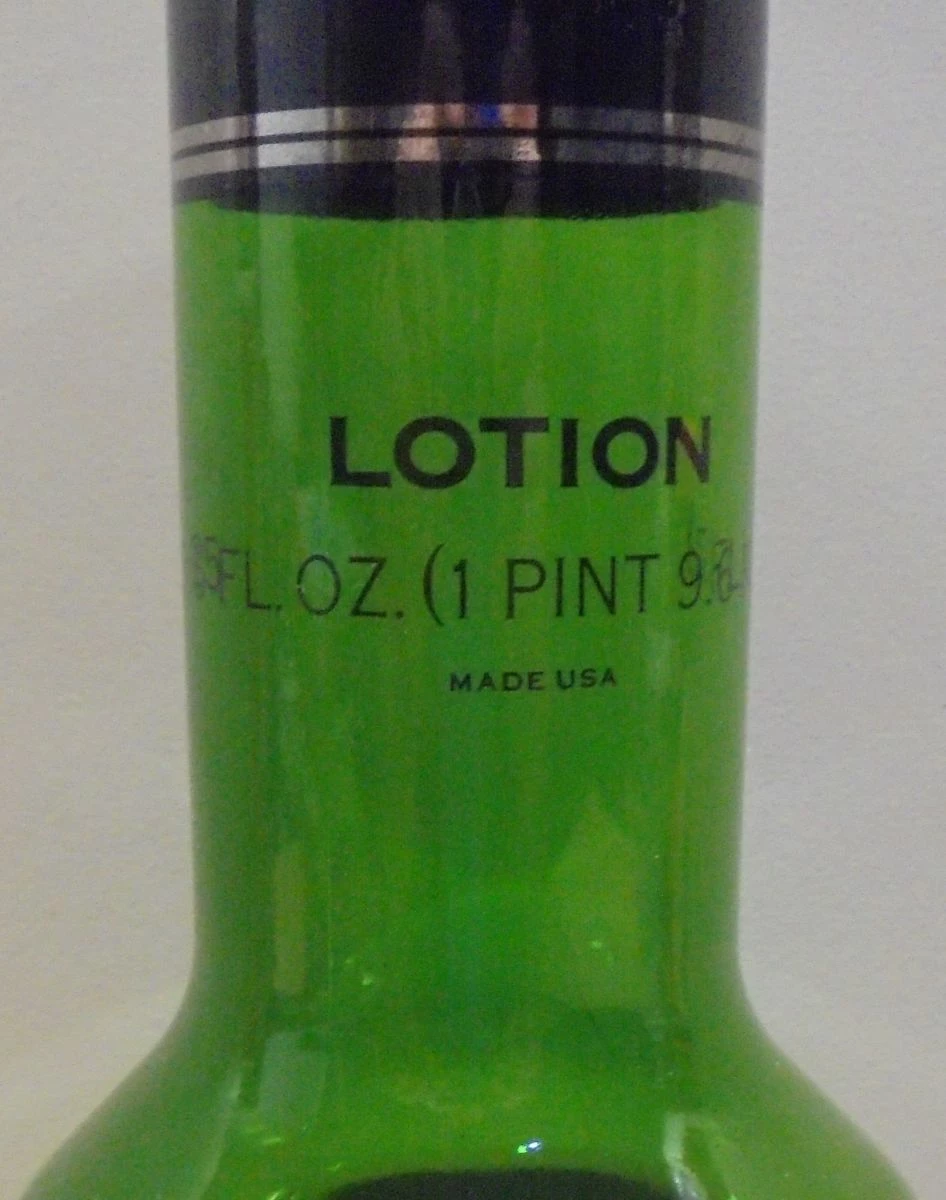 LOTION
FL. OZ. (1 PINT
MADE USA